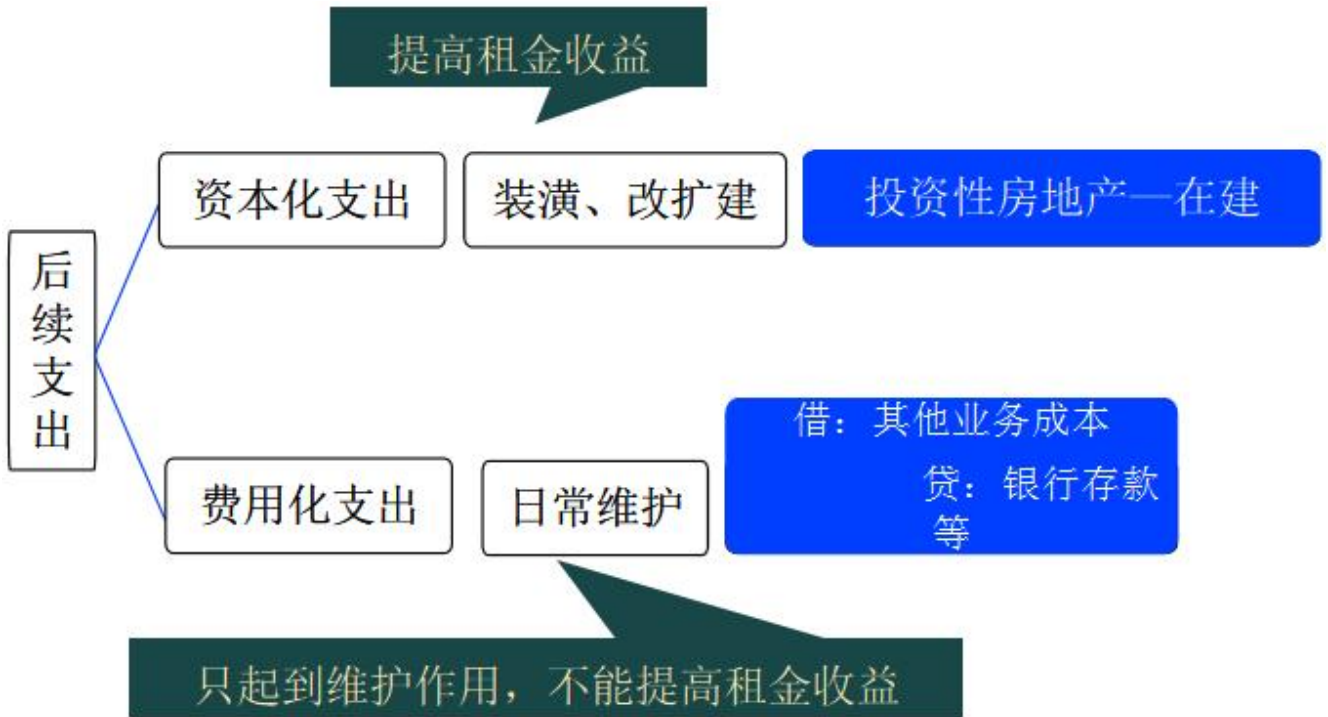 提高租金收益
资本化支出
装潢、改扩建
投资性房地产—在建
后续支出
费用化支出
日常维护
借：其他业务成本
贷：银行存款
等
只起到维护作用，不能提高租金收益